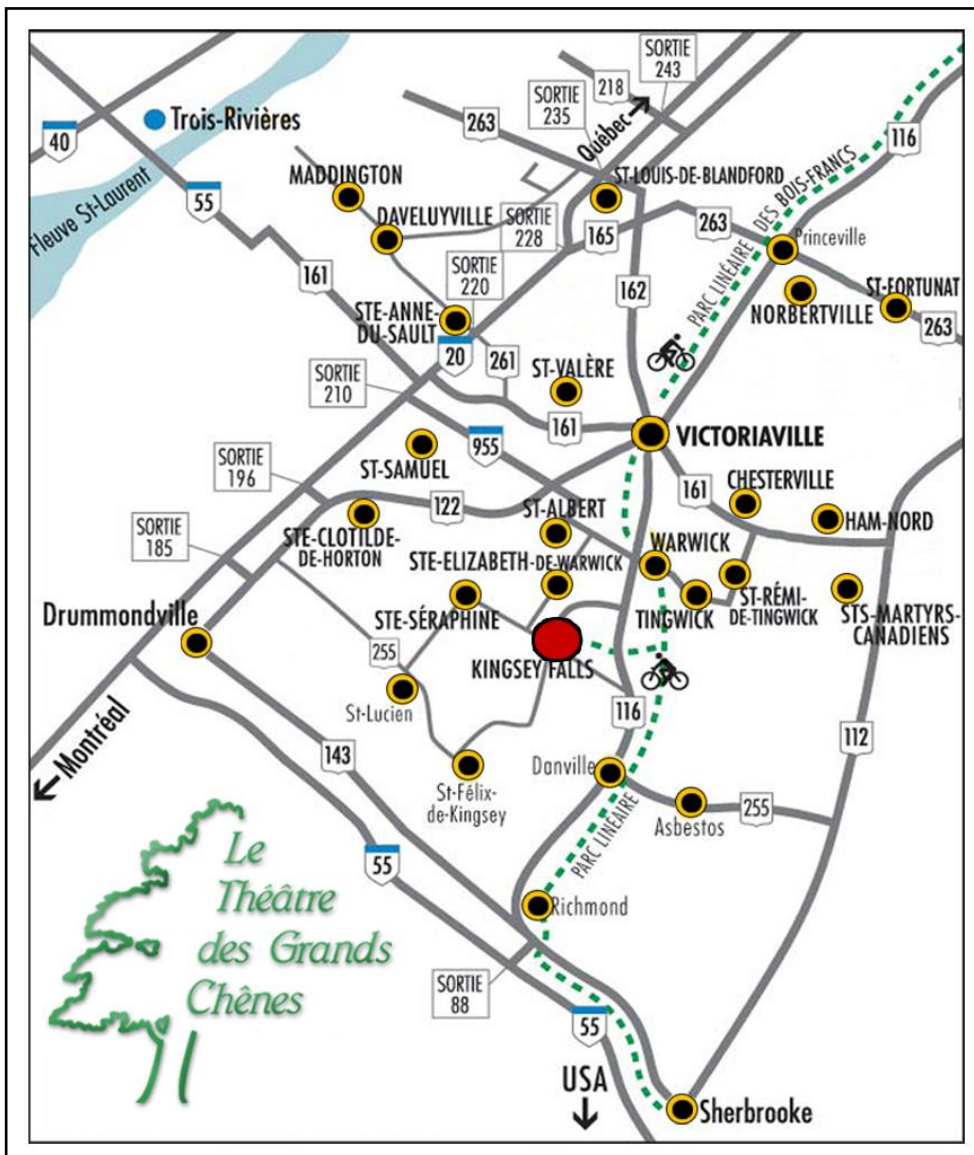 SORTIE
243
218
SORTIE
235
Québec
263
116
40
Trois-Rivières
Fleuve St-Laurent
55
MADDINGTON
DAVELUYVILLE
ST-LOUIS-DE-BLANDFORD
SORTIE
228
165
263
PARC LINÉAIRE DES BOIS-FRANCS
Princeville
161
SORTIE
220
162
ST-FORTUNAT
NORBERTVILLE
263
STE-ANNE-
DU-SAULT
20
261
ST-VALÈRE
SORTIE
210
161
VICTORIAVILLE
955
ST-SAMUEL
SORTIE
196
122
161
CHESTERVILLE
ST-ALBERT
HAM-NORD
SORTIE
185
STE-CLOTILDE-
DE-HORTON
STE-ELIZABETH-DE-WARWICK
WARWICK
Drummondville
STE-SÉRAPHINE
TINGWICK
ST-RÉMI-
DE-TINGWICK
STS-MARTYRS-
CANADIENS
255
KINGSEY FALLS
St-Lucien
116
112
Montréal
143
Danville
St-Félix-
de-Kingsey
Asbestos
255
PARC LINÉAIRE
55
Richmond
Le
Théâtre
des Grands
Chênes
SORTIE
88
55
USA
Sherbrooke